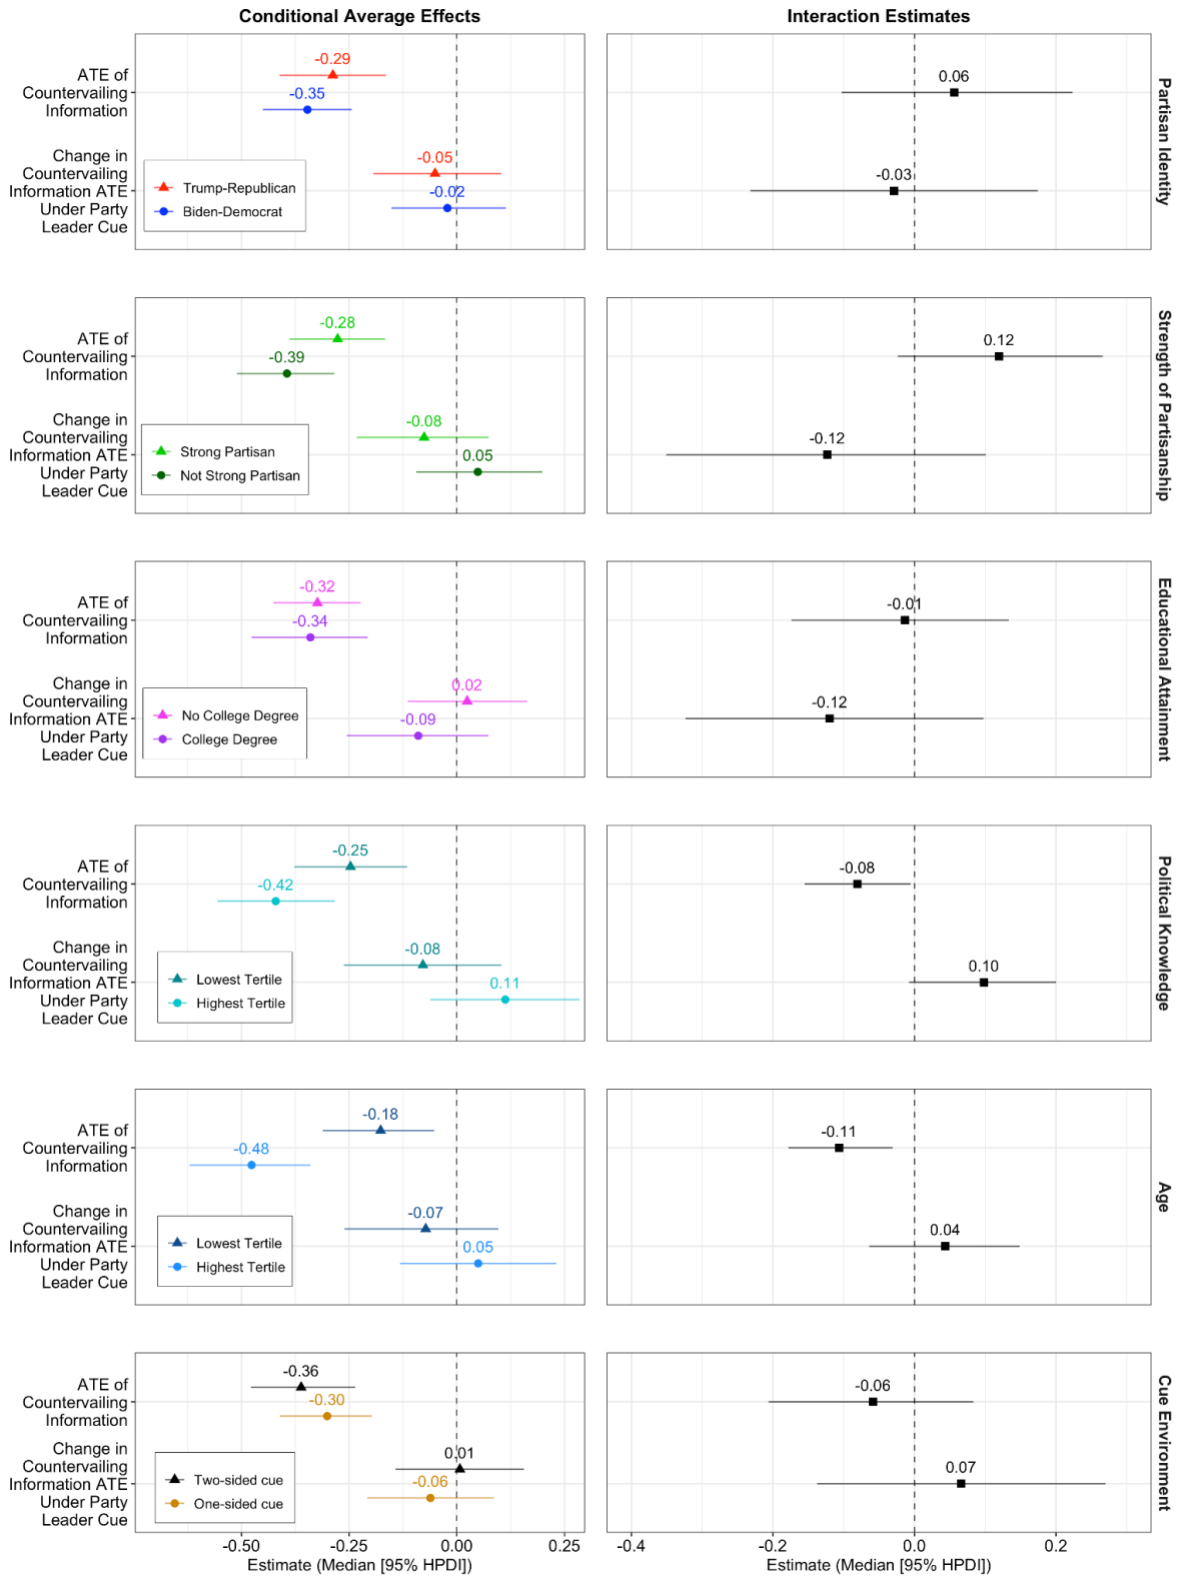 Conditional Average Effects
Interaction Estimates
ATE of
Countervailing
Information
-0.29
-0.35
Change in
Countervailing
Information ATE
Under Party
Leader Cue
-0.05
-0.02
Trump-Republican
Biden-Democrat
0.06
-0.03
Partisan Identity
ATE of
Countervailing
Information
-0.28
-0.39
Change in
Countervailing
Information ATE
Under Party
Leader Cue
-0.08
0.05
Strong Partisan
Not Strong Partisan
0.12
-0.12
Strength of Partisanship
ATE of
Countervailing
Information
-0.32
-0.34
Change in
Countervailing
Information ATE
Under Party
Leader Cue
0.02
-0.09
No College Degree
College Degree
-0.01
-0.12
Educational Attainment
ATE of
Countervailing
Information
-0.25
-0.42
Change in
Countervailing
Information ATE
Under Party
Leader Cue
-0.08
0.11
Lowest Tertile
Highest Tertile
-0.08
0.10
Political Knowledge
ATE of
Countervailing
Information
-0.18
-0.48
Change in
Countervailing
Information ATE
Under Party
Leader Cue
-0.07
0.05
Lowest Tertile
Highest Tertile
-0.11
0.04
Age
ATE of
Countervailing
Information
-0.36
-0.30
Change in
Countervailing
Information ATE
Under Party
Leader Cue
0.01
-0.06
Two-sided cue
One-sided cue
-0.06
0.07
Cue Environment
-0.50 -0.25 0.00 0.25
Estimate (Median [95% HPDI])
-0.4 -0.2 0.0 0.2
Estimate (Median [95% HPDI])